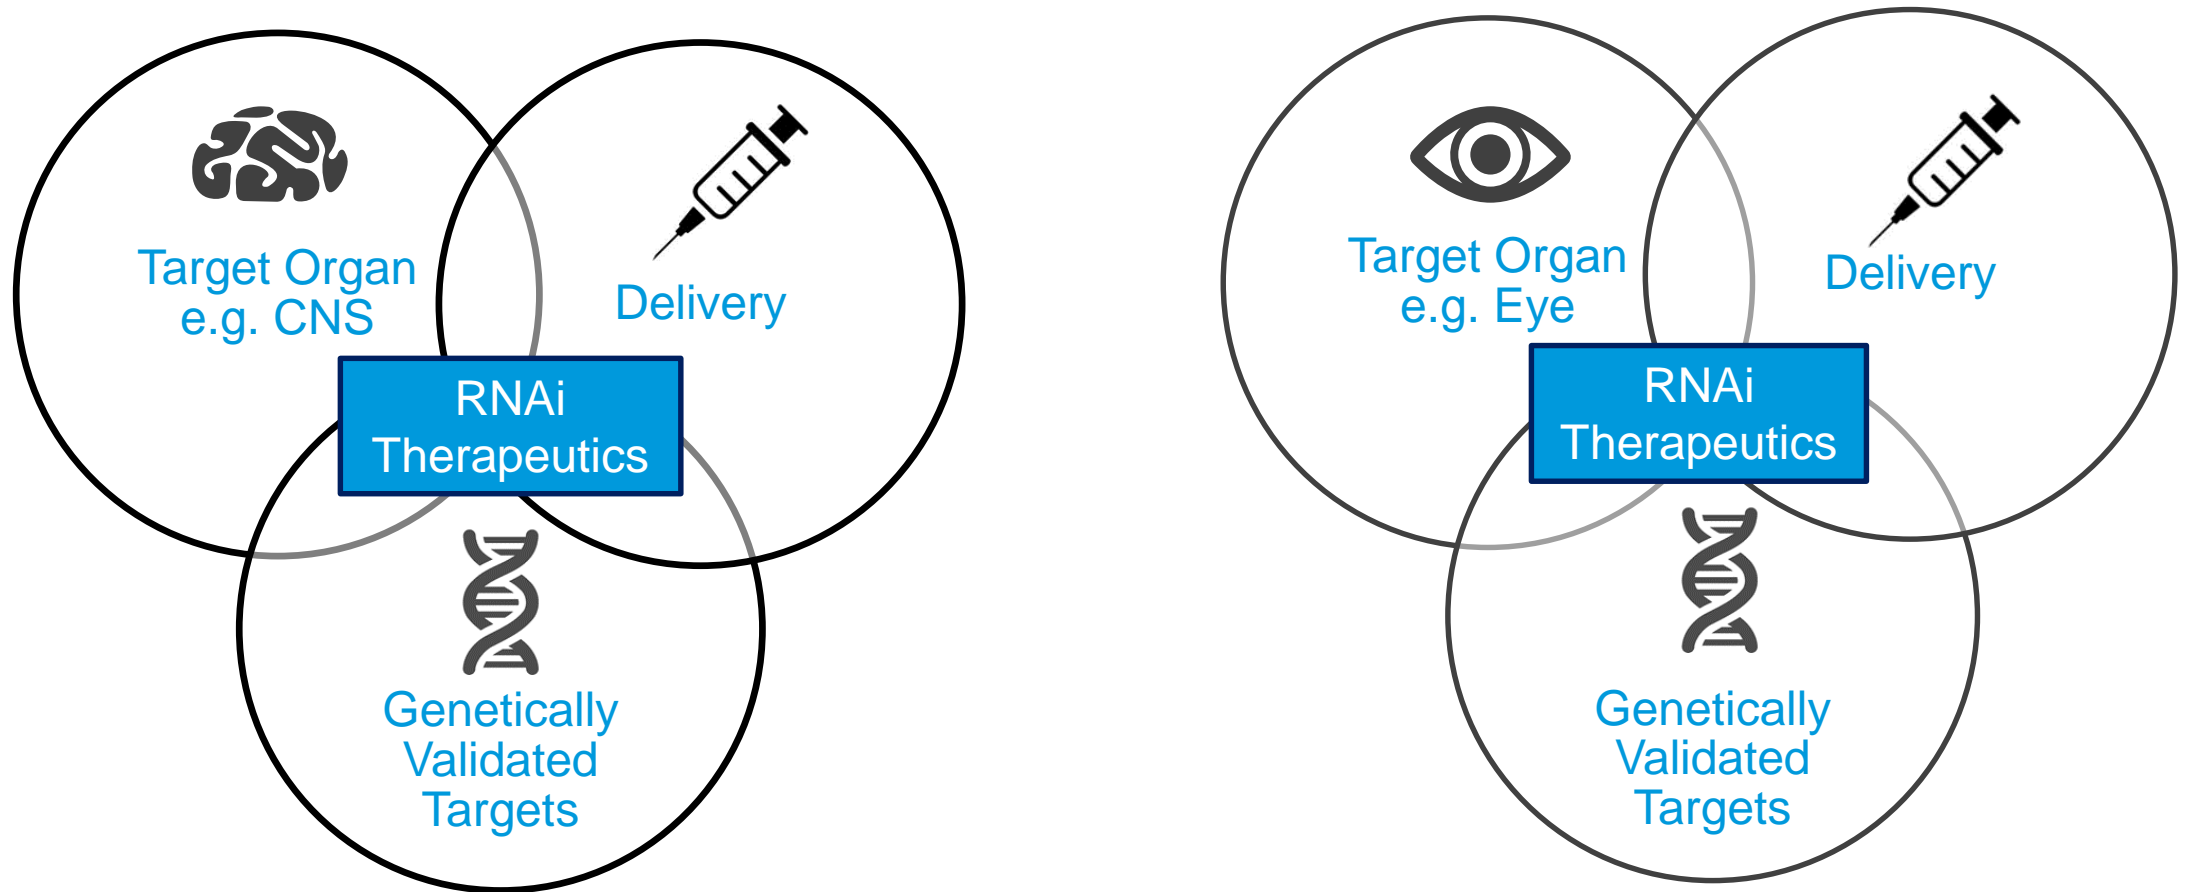 Target Organ
e.g. CNS
Delivery
RNAi
Therapeutics
Genetically
Validated
Targets
Target Organ
e.g. Eye
Delivery
RNAi
Therapeutics
Genetically
Validated
Targets